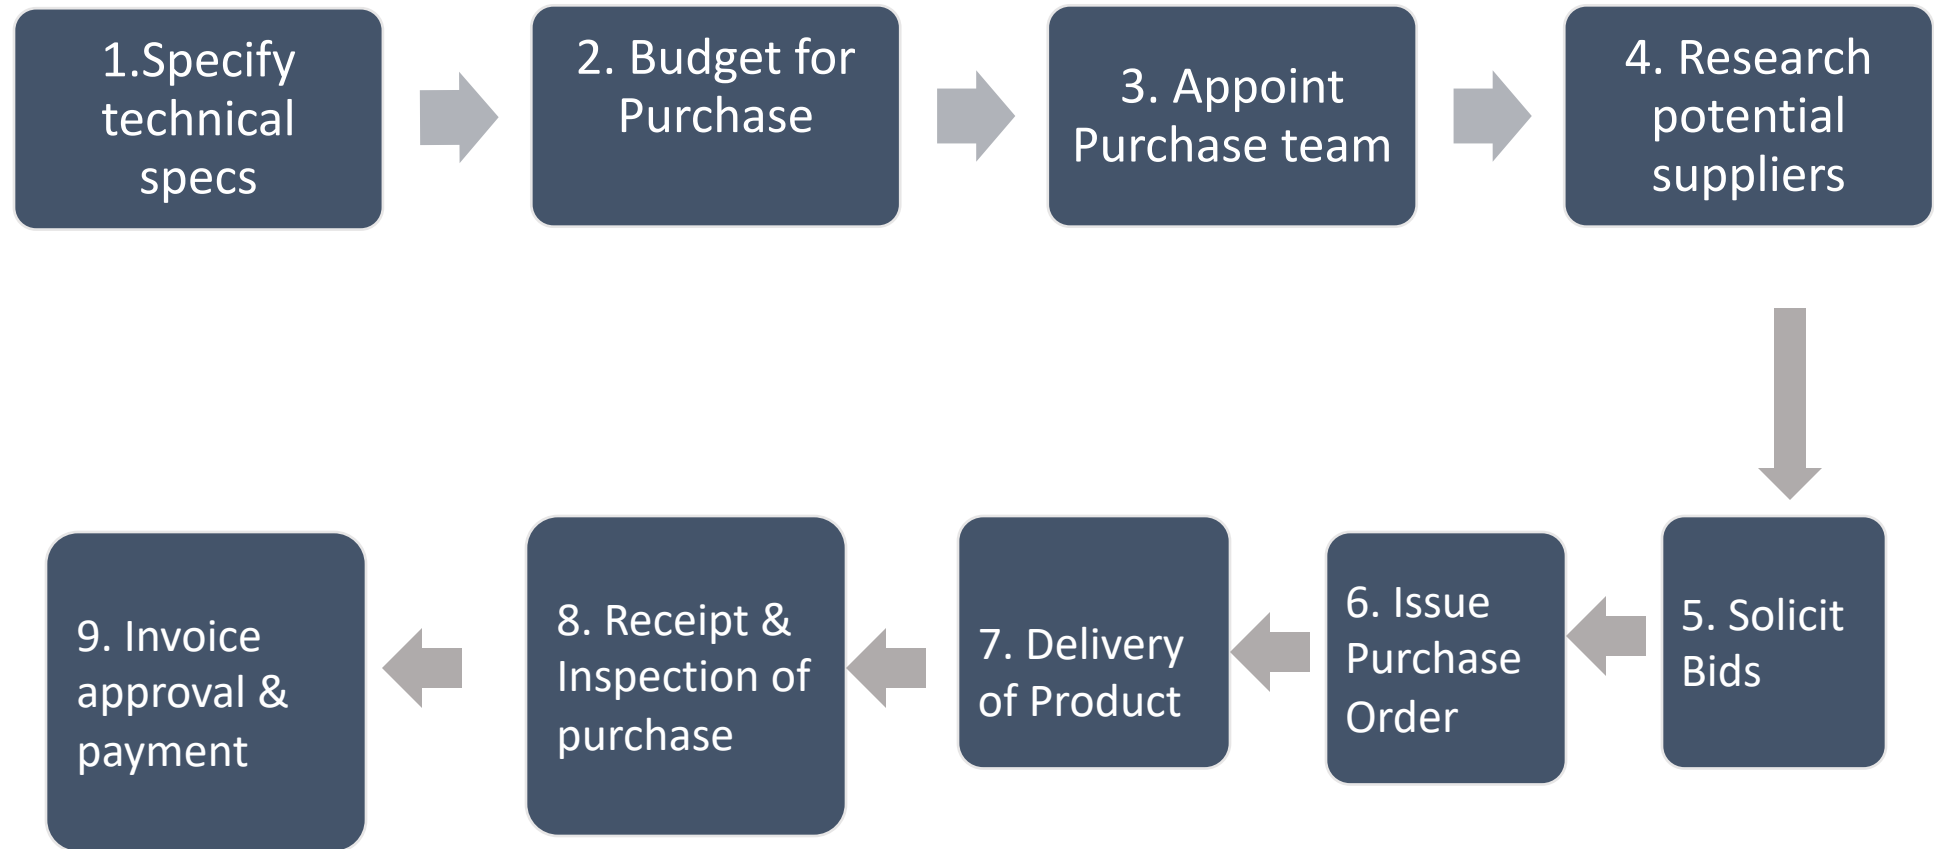 1.Specify
technical
specs
2. Budget for
Purchase
3. Appoint
Purchase team
4. Research
potential
suppliers
5. Solicit
Bids
6. Issue
Purchase
Order
7. Delivery
of Product
8. Receipt &
Inspection of
purchase
9. Invoice
approval &
payment